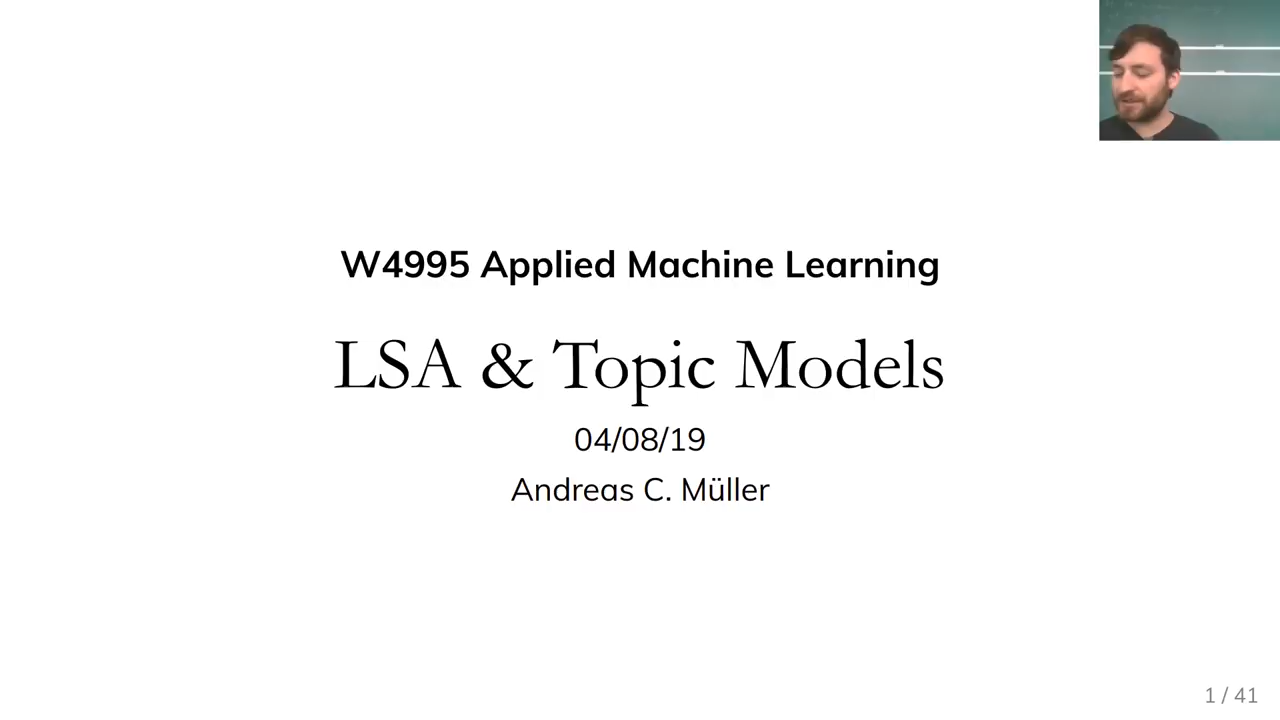 W4995 Applied Machine Learning
LSA & Topic Models
04/08/19
Andreas C. Müller
1 / 41